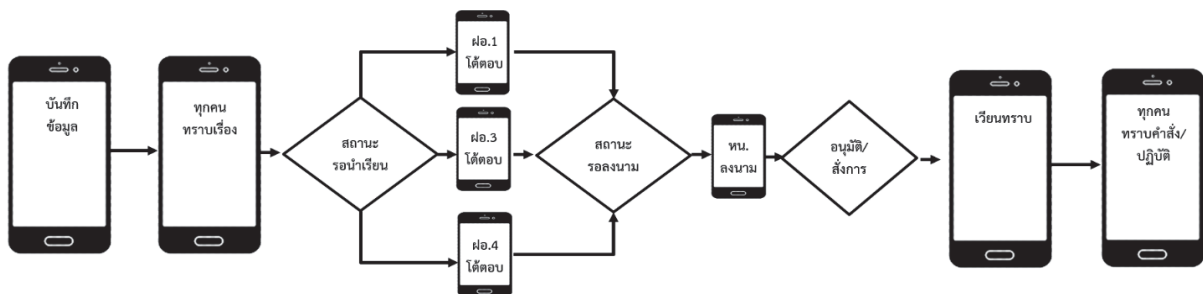 บันทึก
ข้อมูล
ทุกคน
ทราบเรื่อง
สถานะ
รอนำเรียน
ฝอ.1
โต้ตอบ
ฝอ.3
โต้ตอบ
ฝอ.4
โต้ตอบ
สถานะ
รอลงนาม
หน.
ลงนาม
อนุมัติ/
สั่งการ
เวียนทราบ
ทุกคน
ทราบคำสั่ง/
ปฏิบัติ